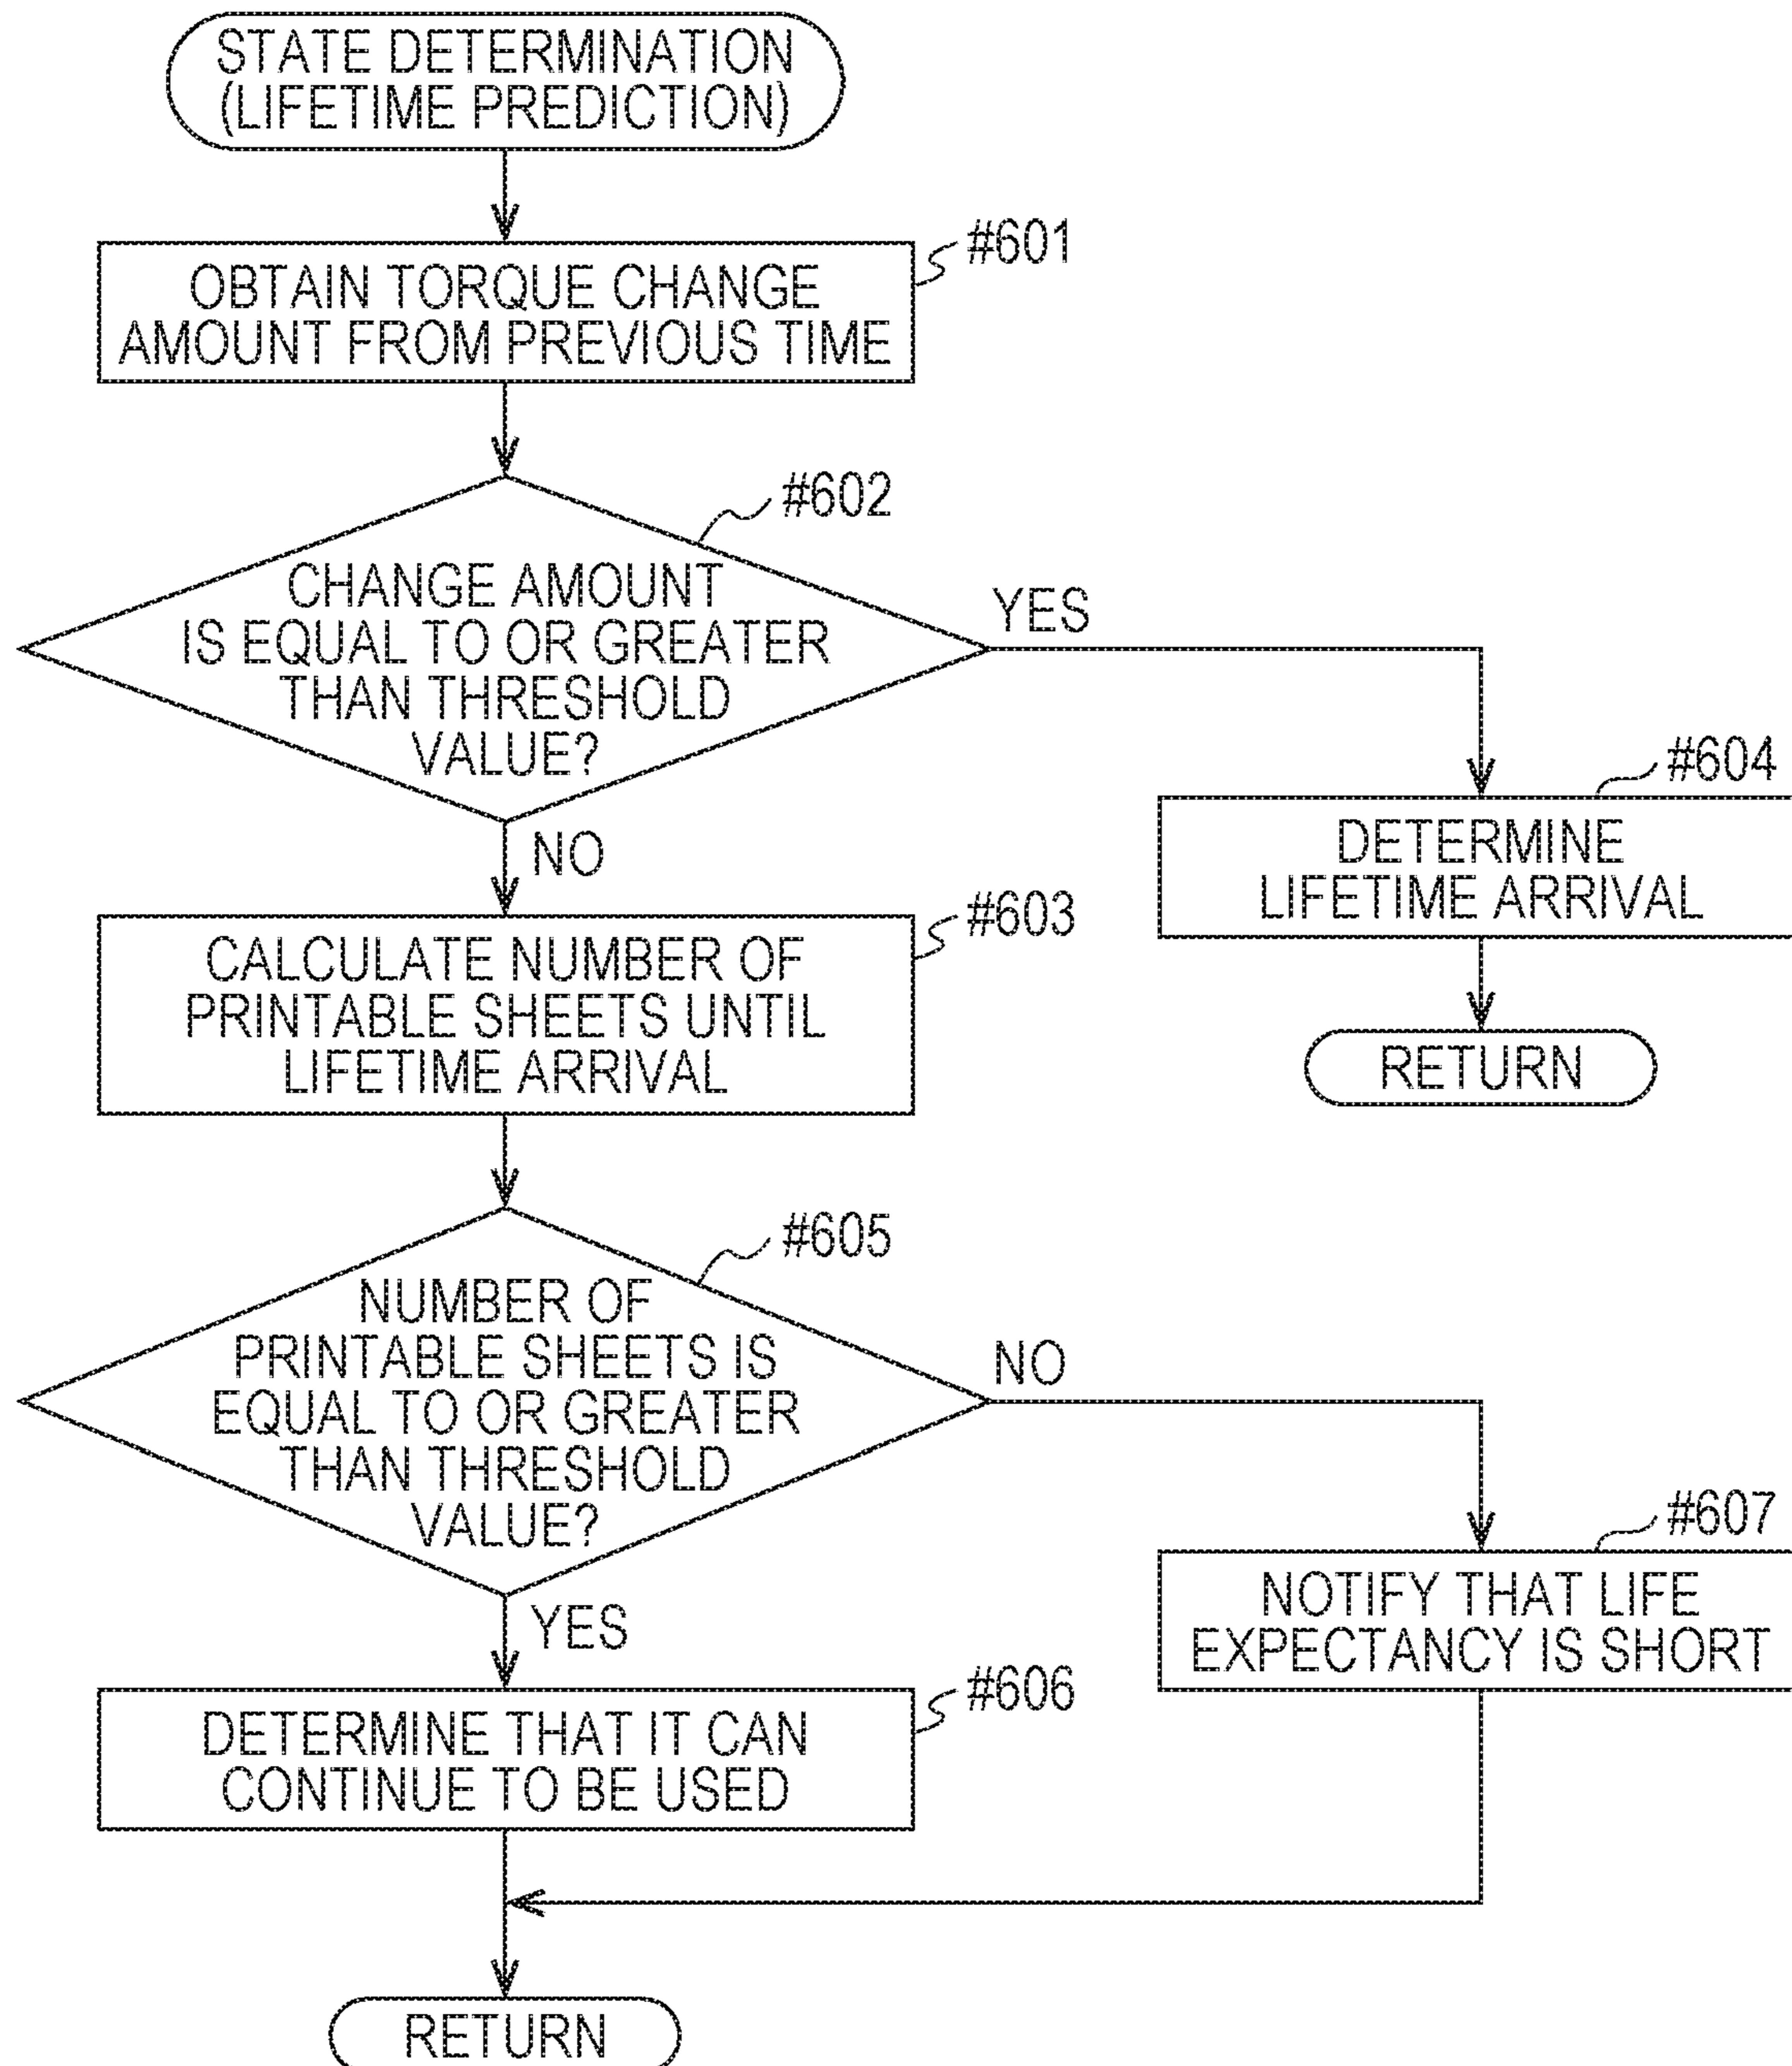 STATE DETERMINATION
(LIFETIME PREDICTION)
#601
OBTAIN TORQUE CHANGE
AMOUNT FROM PREVIOUS TIME
#602
CHANGE AMOUNT
IS EQUAL TO OR GREATER
THAN THRESHOLD
VALUE?
YES
NO
#604
DETERMINE
LIFETIME ARRIVAL
RETURN
#603
CALCULATE NUMBER OF
PRINTABLE SHEETS UNTIL
LIFETIME ARRIVAL
#605
NUMBER OF
PRINTABLE SHEETS IS
EQUAL TO OR GREATER
THAN THRESHOLD
VALUE?
NO
YES
#607
NOTIFY THAT LIFE
EXPECTANCY IS SHORT
#606
DETERMINE THAT IT CAN
CONTINUE TO BE USED
RETURN